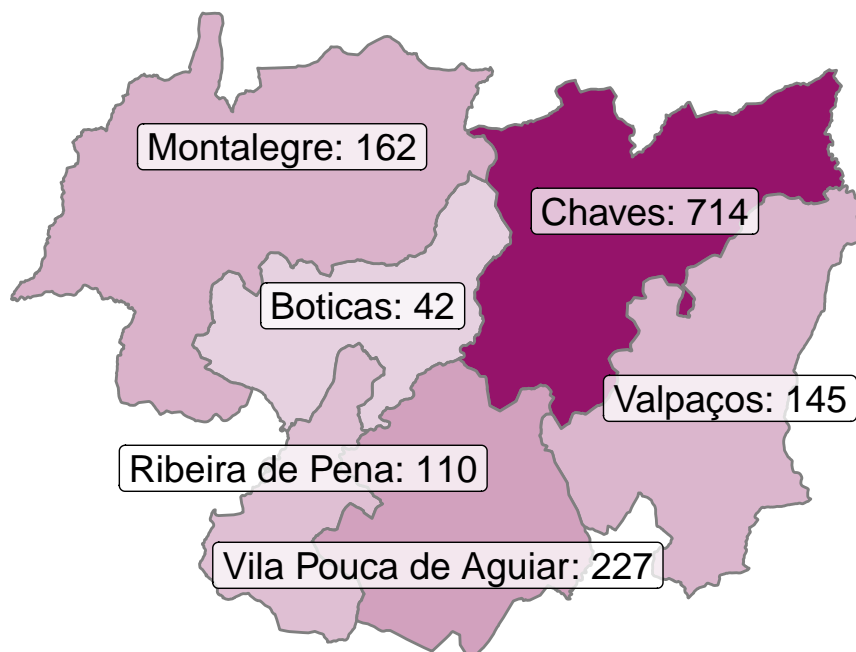 Montalegre: 162
Chaves: 714
Boticas: 42
Valpaços: 145
Ribeira de Pena: 110
Vila Pouca de Aguiar: 227